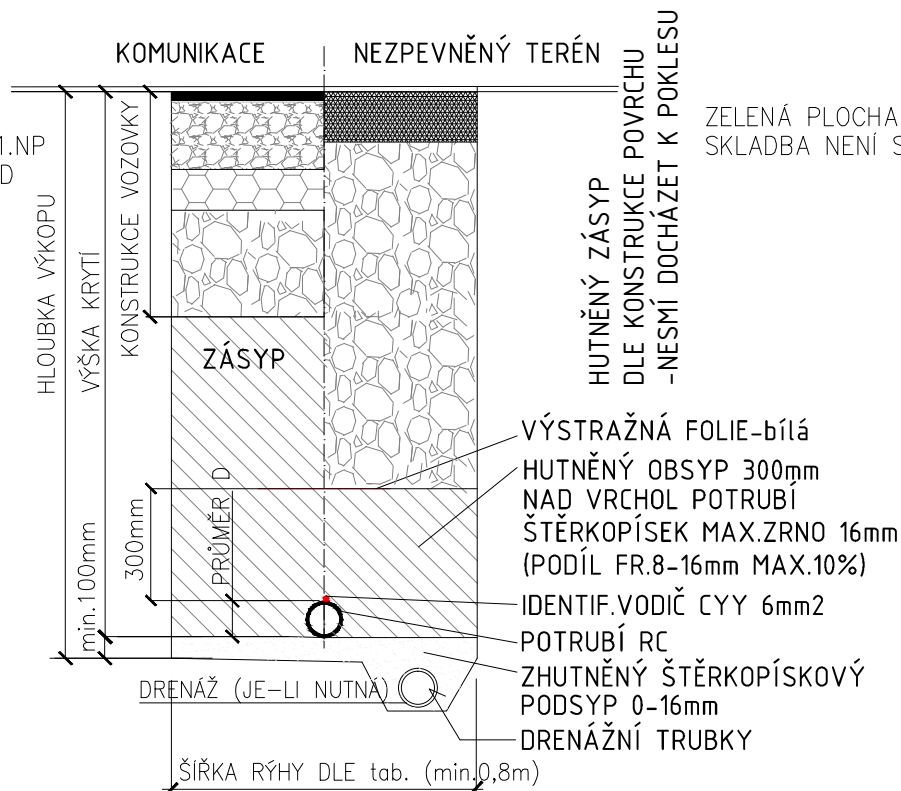 KOMUNIKACE
NEZPEVNĚNÝ TERÉN
1.NP
D
HLOUBKA VÝKOPU
VÝŠKA KRYTÍ
KONSTRUKCE VOZOVKY
HUTNĚNÝ ZÁSYP
DLE KONSTRUKCE POVRCHU
-NESMÍ DOCHÁZET K POKLESU
ZELENÁ PLOCHA
SKLADBA NENÍ S
ZÁSYP
VÝSTRAŽNÁ FOLIE-bílá
HUTNĚNÝ OBSYP 300mm
NAD VRCHOL POTRUBÍ
ŠTĚRKOPÍSEK MAX.ZRNO 16mm
(PODÍL FR.8-16mm MAX.10%)
300mm
PRŮMĚR D
min.100mm
IDENTIF.VODIČ CYY 6mm2
POTRUBÍ RC
ZHUTNĚNÝ ŠTĚRKOPÍSKOVÝ
PODSYP 0-16mm
DRENÁŽNÍ TRUBKY
DRENÁŽ (JE-LI NUTNÁ)
ŠÍŘKA RÝHY DLE tab. (min.0,8m)